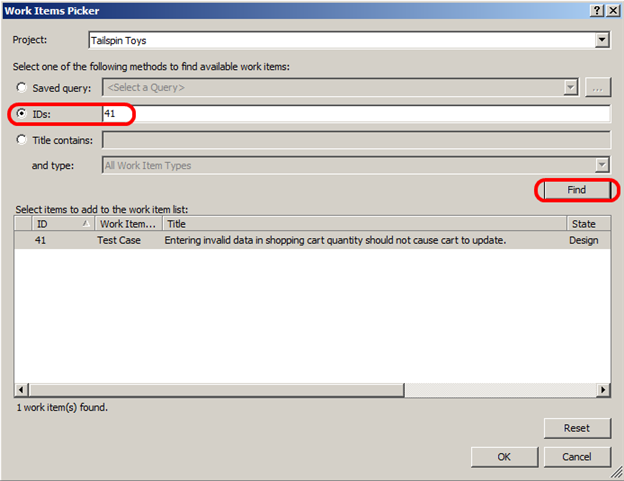 Work Items Picker
Project: Tailspin Toys
Select one of the following methods to find available work items:
Saved query: <Select a Query> ...
IDs: 41
Title contains:
and type: All Work Item Types
Find
Select items to add to the work item list:
ID Work Item... Title State
41 Test Case Entering invalid data in shopping cart quantity should not cause cart to update. Design
1 work item(s) found.
Reset
OK Cancel